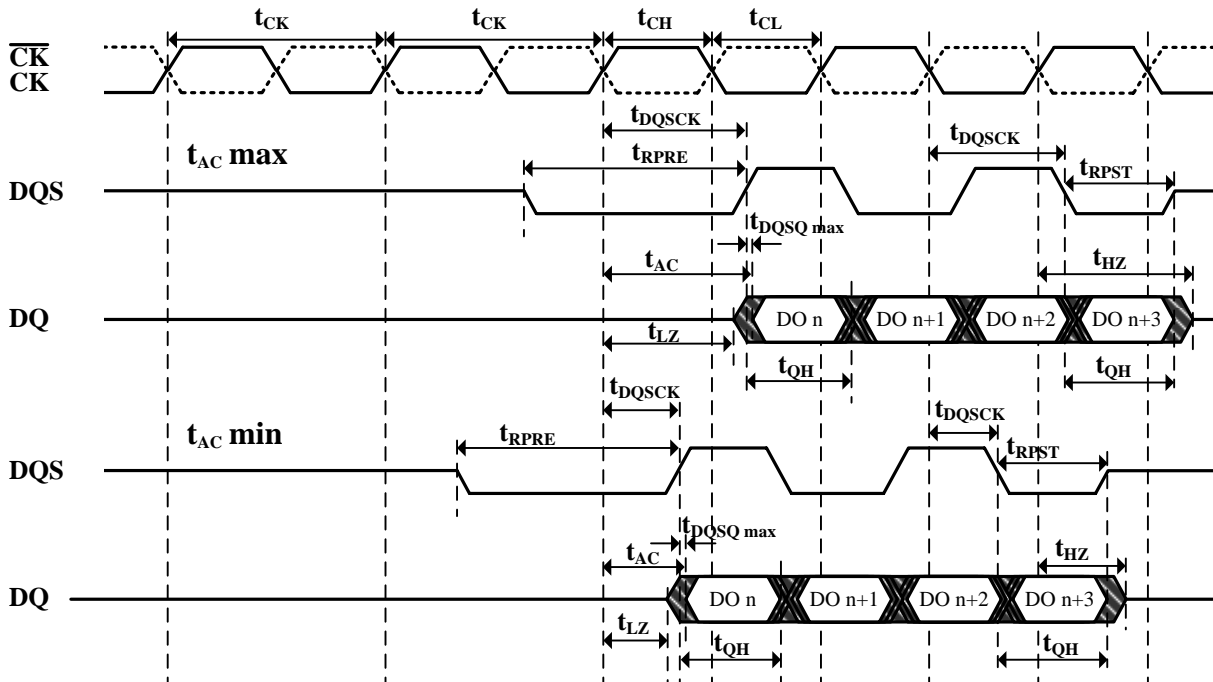 tCK tCK tCH tCL
CK
CK
tDQSCK tDQSCK
tAC max tRPRE tRPST
DQS
tDQSQ max
tAC tHZ
DQ DO n DO n+1 DO n+2 DO n+3
tLZ
tQH tQH
tDQSCK tDQSCK
tAC min tRPRE tRPST
DQS
tDQSQ max
tAC tHZ
DQ DO n DO n+1 DO n+2 DO n+3
tLZ
tQH tQH